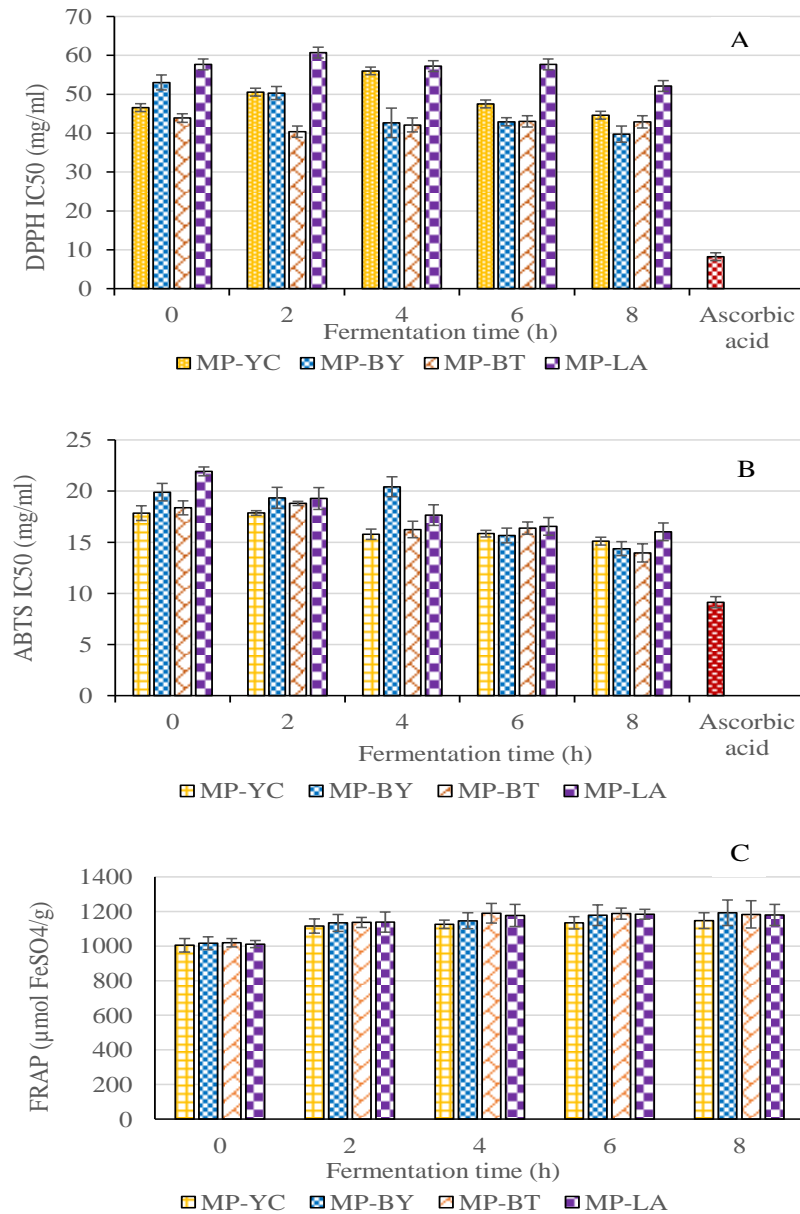 A
DPPH IC50 (mg/ml)
70
60
50
40
30
20
10
0
0 2 4 6 8 Ascorbic
acid
Fermentation time (h)
MP-YC MP-BY MP-BT MP-LA
B
ABTS IC50 (mg/ml)
25
20
15
10
5
0
0 2 4 6 8 Ascorbic
acid
Fermentation time (h)
MP-YC MP-BY MP-BT MP-LA
C
FRAP (µmol FeSO4/g)
1400
1200
1000
800
600
400
200
0
0 2 4 6 8
Fermentation time (h)
MP-YC MP-BY MP-BT MP-LA